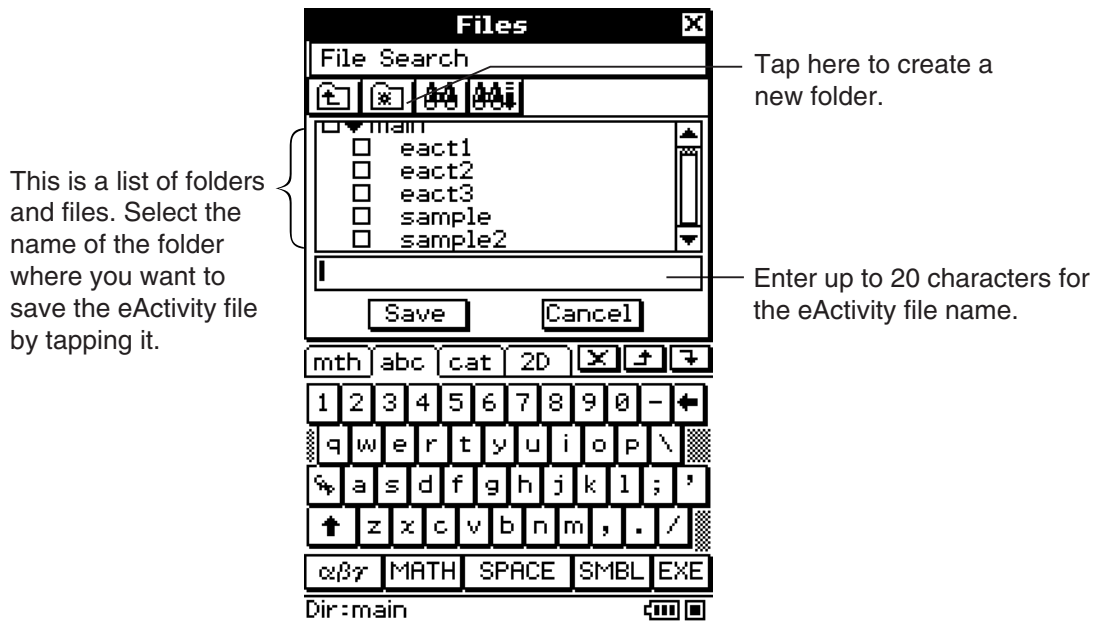 Files
File Search
Tap here to create a
new folder.
main
eact1
eact2
eact3
sample
sample2
This is a list of folders
and files. Select the
name of the folder
where you want to
save the eActivity file
by tapping it.
Enter up to 20 characters for
the eActivity file name.
Save Cancel
mth abc cat 2D
1 2 3 4 5 6 7 8 9 0 -
q w e r t y u i o p \
a s d f g h j k l ; '
z x c v b n m , . /
αβγ MATH SPACE SMBL EXE
Dir:main